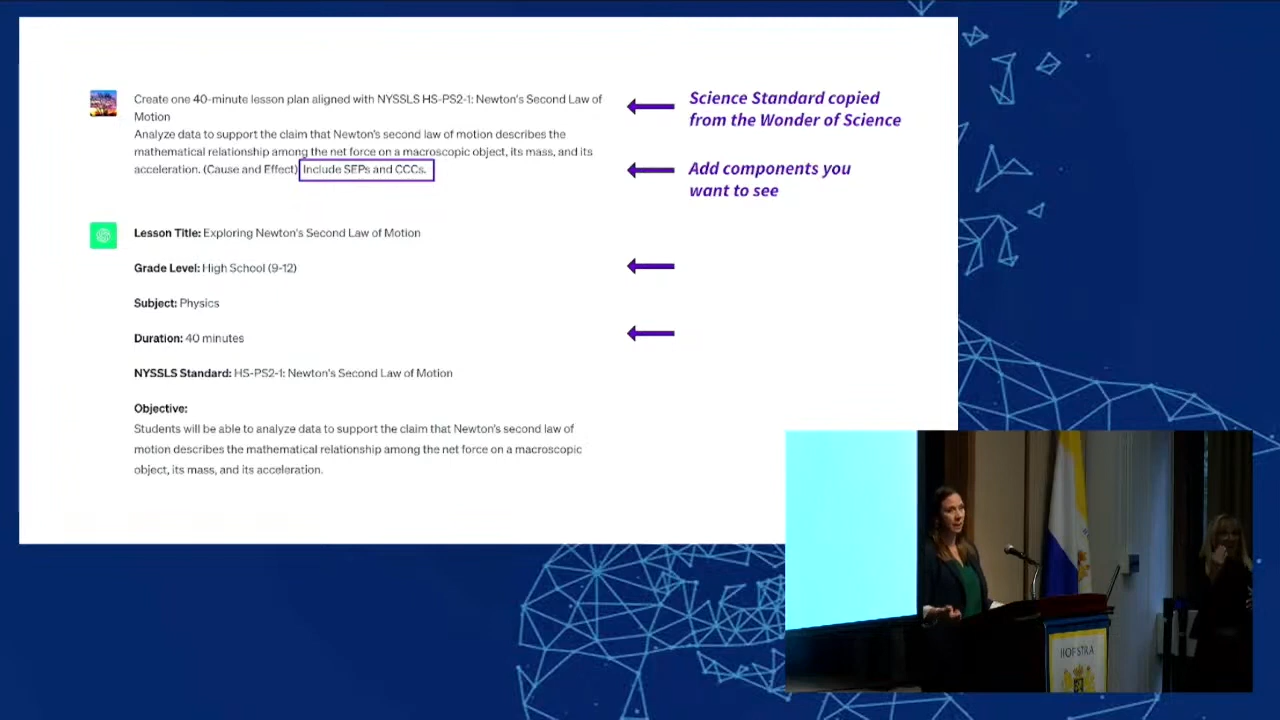 Create one 40-minute lesson plan aligned with NYSSLS HS-PS2-1: Newton's Second Law of
Motion
Analyze data to support the claim that Newton's second law of motion describes the
mathematical relationship among the net force on a macroscopic object, its mass, and its
acceleration. (Cause and Effect) Include SEPs and CCCs.
Science Standard copied
from the Wonder of Science
Add components you
want to see
Lesson Title: Exploring Newton's Second Law of Motion
Grade Level: High School (9-12)
Subject: Physics
Duration: 40 minutes
NYSSLS Standard: HS-PS2-1: Newton's Second Law of Motion
Objective:
Students will be able to analyze data to support the claim that Newton's second law of
motion describes the mathematical relationship among the net force on a macroscopic
object, its mass, and its acceleration.
HOFSTRA